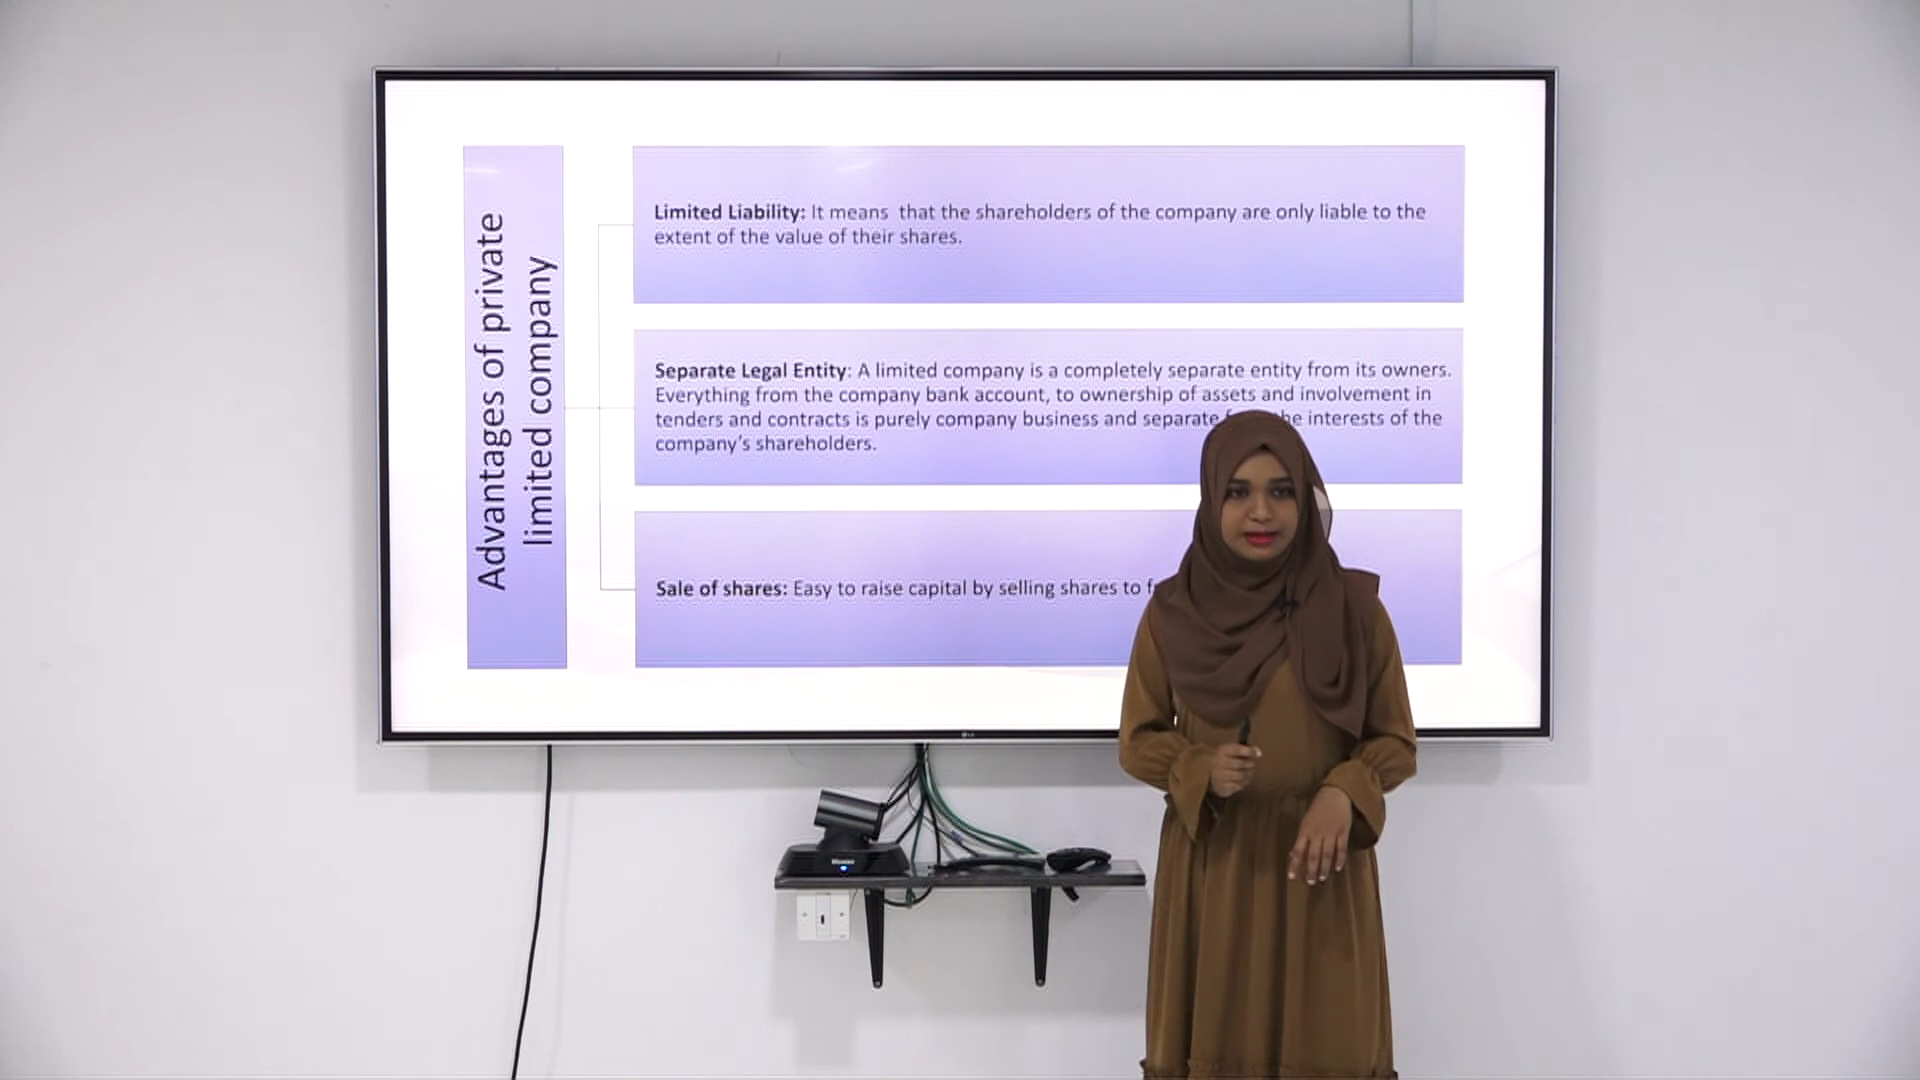 Advantages of private
limited company
Limited Liability: It means that the shareholders of the company are only liable to the
extent of the value of their shares.
Separate Legal Entity: A limited company is a completely separate entity from its owners.
Everything from the company bank account, to ownership of assets and involvement in
tenders and contracts is purely company business and separate the interests of the
company's shareholders.
Sale of shares: Easy to raise capital by selling shares to
LG